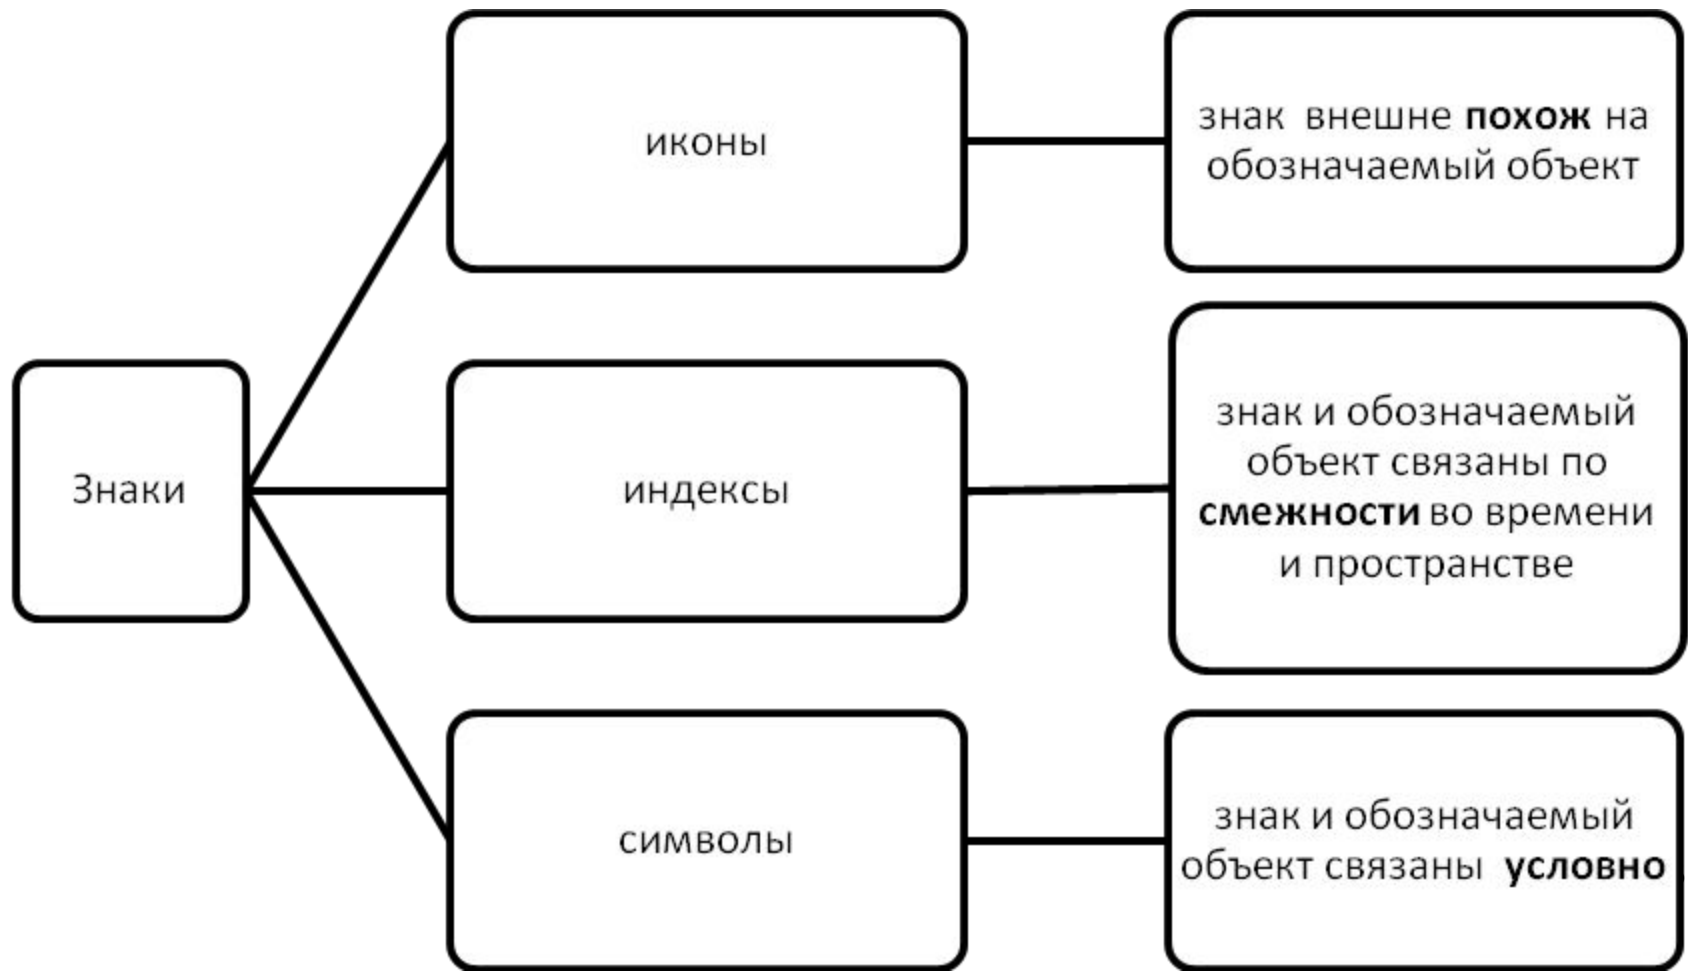 иконы
знак внешне похож на
обозначаемый объект
Знаки
индексы
знак и обозначаемый
объект связаны по
смежности во времени
и пространстве
символы
знак и обозначаемый
объект связаны условно